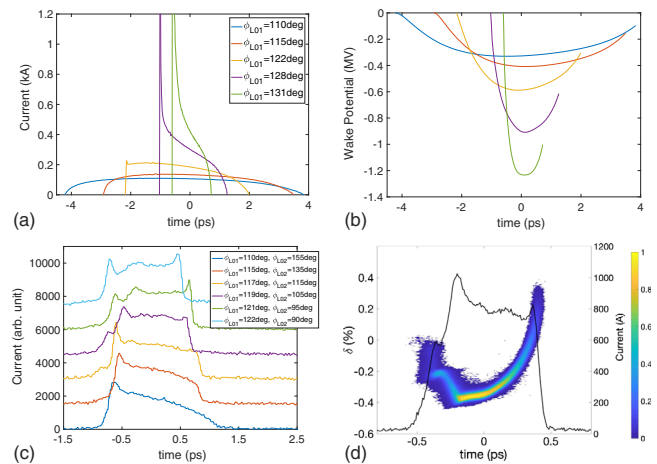 1.2
1
0.8
0.6
0.4
0.2
0
Current (kA)
-4 -2 0 2 4
time (ps)
(a)
ϕL01=110deg
ϕL01=115deg
ϕL01=122deg
ϕL01=128deg
ϕL01=131deg
0
-0.2
-0.4
-0.6
-0.8
-1
-1.2
-1.4
Wake Potential (MV)
-4 -2 0 2 4
time (ps)
(b)
10000
8000
6000
4000
2000
0
Current (arb. unit)
-1.5 -0.5 0.5 1.5 2.5
time (ps)
(c)
ϕL01=110deg, ϕL02=155deg
ϕL01=115deg, ϕL02=135deg
ϕL01=117deg, ϕL02=115deg
ϕL01=119deg, ϕL02=105deg
ϕL01=121deg, ϕL02=95deg
ϕL01=122deg, ϕL02=90deg
0.4
0.2
0
-0.2
-0.4
-0.6
δ (%)
-0.5 0 0.5
time (ps)
(d)
1200
1000
800
600
400
200
0
Current (A)
1
0.8
0.6
0.4
0.2
0